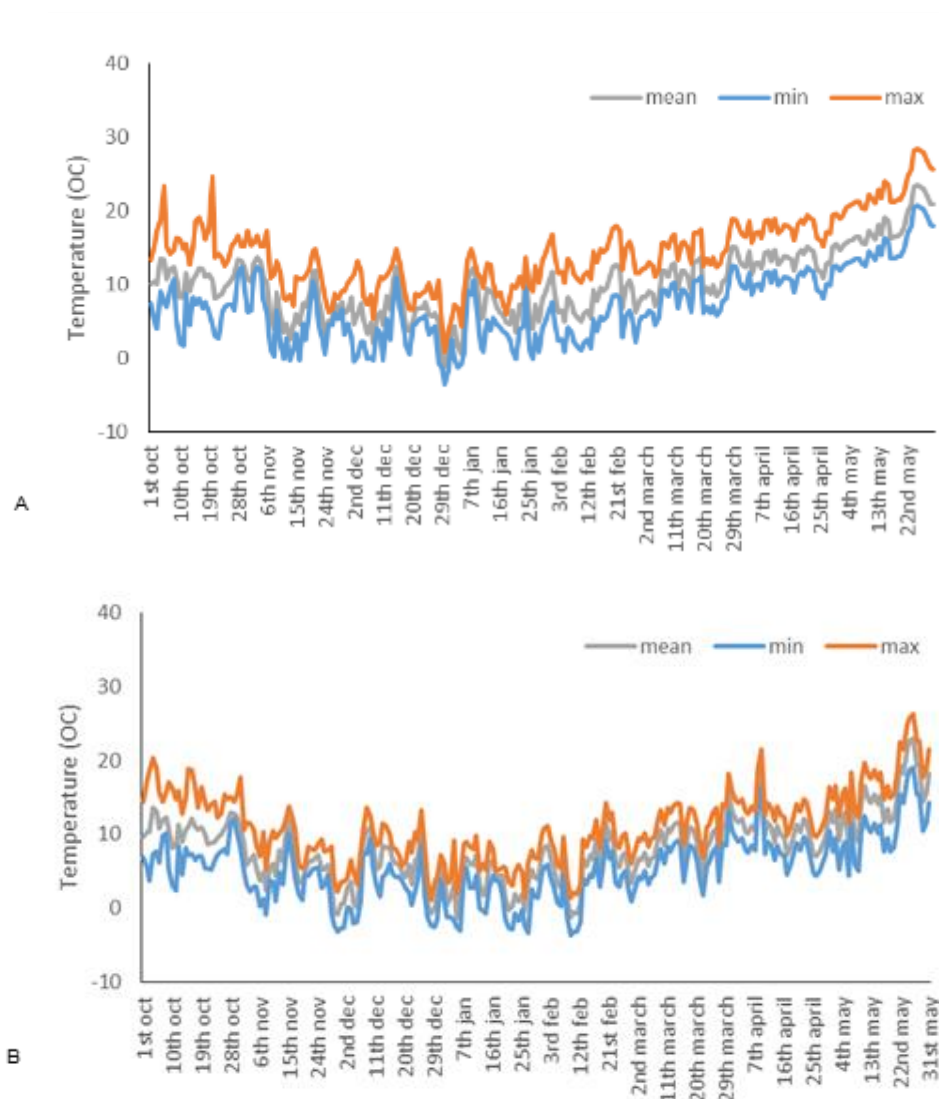 40
mean min max
30
20
10
0
-10
Temperature (OC)
1st oct
10th oct
19th oct
28th oct
6th nov
15th nov
24th nov
2nd dec
11th dec
20th dec
29th dec
7th jan
16th jan
25th jan
3rd feb
12th feb
21st feb
2nd march
11th march
20th march
29th march
7th april
16th april
25th april
4th may
13th may
22nd may
A
40
mean min max
30
20
10
0
-10
Temperature (OC)
1st oct
10th oct
19th oct
28th oct
6th nov
15th nov
24th nov
2nd dec
11th dec
20th dec
29th dec
7th jan
16th jan
25th jan
3rd feb
12th feb
21st feb
2nd march
11th march
20th march
29th march
7th april
16th april
25th april
4th may
13th may
22nd may
31st may
B